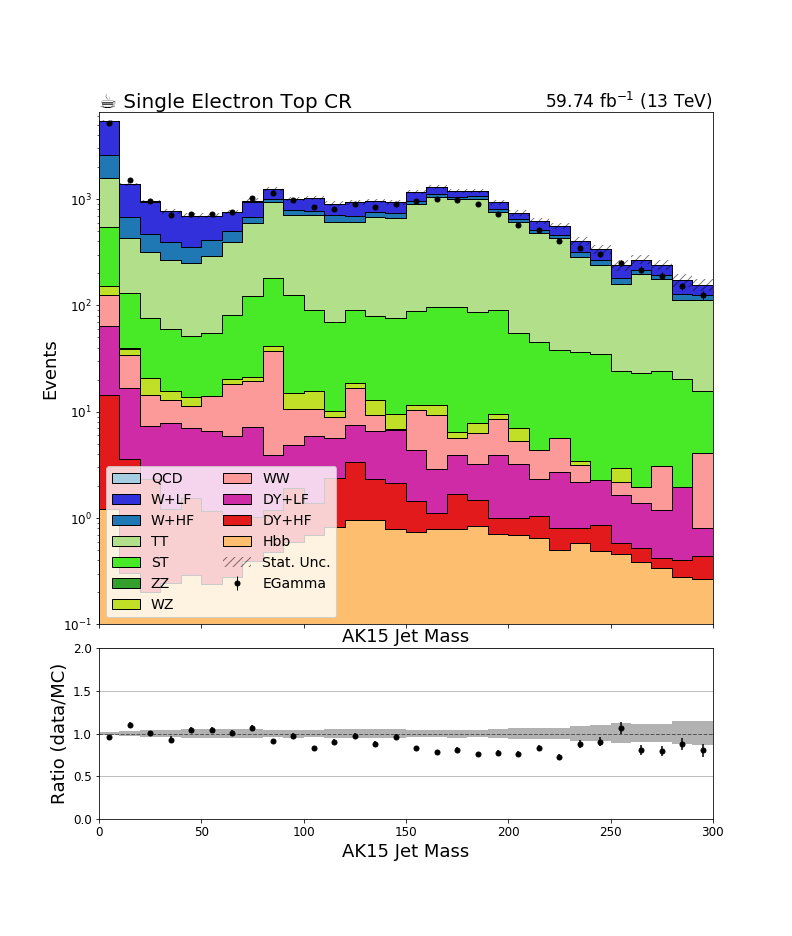 ☕ Single Electron Top CR
59.74 fb⁻¹ (13 TeV)
Events
10³
10²
10¹
10⁰
10⁻¹
QCD
W+LF
W+HF
TT
ST
ZZ
WZ
WW
DY+LF
DY+HF
Hbb
Stat. Unc.
EGamma
AK15 Jet Mass
Ratio (data/MC)
2.0
1.5
1.0
0.5
0.0
0 50 100 150 200 250 300
AK15 Jet Mass